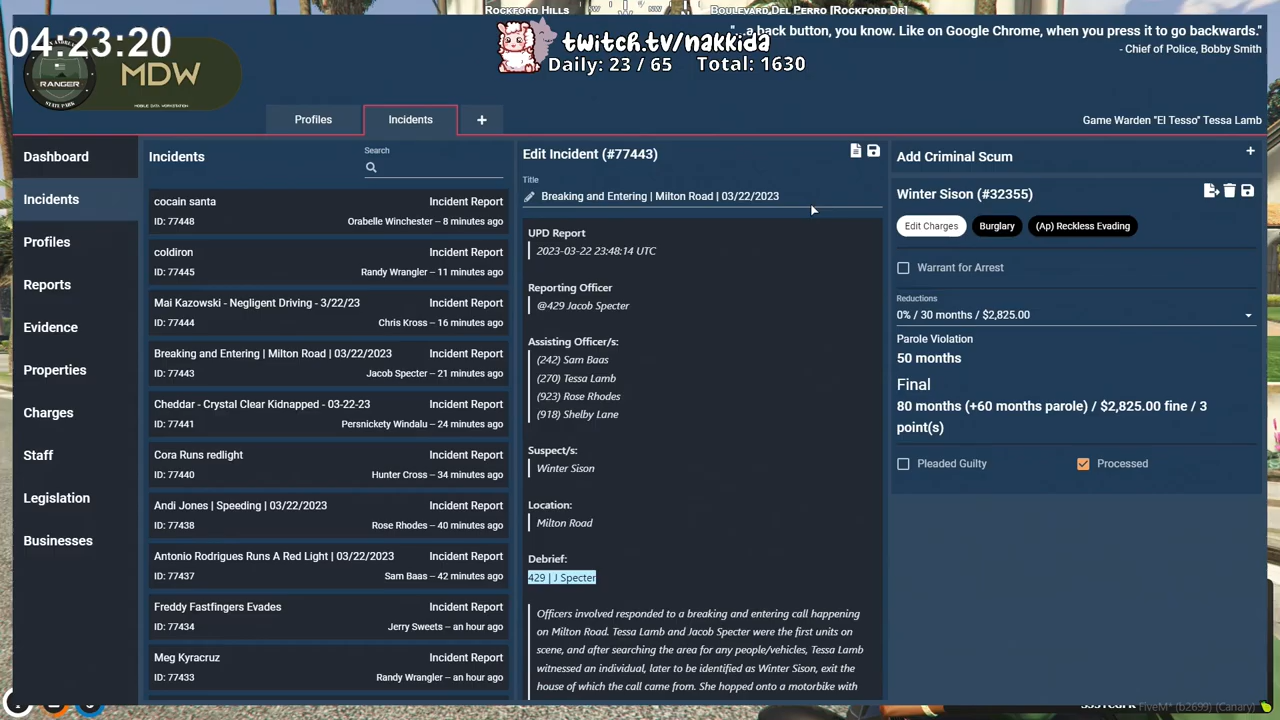 ROCKFORD HILLS
BOULEVARD DEL PERRO [ROCKFORD DR]
NW
04:23:20
RANGER
STATE PARK
MDW
MOBILE DATA WORKSTATION
twitch.tv/nakkida
Daily: 23 / 65 Total: 1630
a back button, you know. Like on Google Chrome, when you press it to go backwards."
- Chief of Police, Bobby Smith
Profiles
Incidents
+
Game Warden "El Tesso" Tessa Lamb
Dashboard
Incidents
Profiles
Reports
Evidence
Properties
Charges
Staff
Legislation
Businesses
Incidents
Search
cocain santa Incident Report
ID: 77448 Orabelle Winchester – 8 minutes ago
coldiron Incident Report
ID: 77445 Randy Wrangler – 11 minutes ago
Mai Kazowski - Negligent Driving - 3/22/23 Incident Report
ID: 77444 Chris Kross – 16 minutes ago
Breaking and Entering | Milton Road | 03/22/2023 Incident Report
ID: 77443 Jacob Specter – 21 minutes ago
Cheddar - Crystal Clear Kidnapped - 03-22-23 Incident Report
ID: 77441 Persnickety Windalu – 24 minutes ago
Cora Runs redlight Incident Report
ID: 77440 Hunter Cross – 34 minutes ago
Andi Jones | Speeding | 03/22/2023 Incident Report
ID: 77438 Rose Rhodes – 40 minutes ago
Antonio Rodrigues Runs A Red Light | 03/22/2023 Incident Report
ID: 77437 Sam Baas – 42 minutes ago
Freddy Fastfingers Evades Incident Report
ID: 77434 Jerry Sweets – an hour ago
Meg Kyracruz Incident Report
ID: 77433 Randy Wrangler – an hour ago
Edit Incident (#77443)
Title
Breaking and Entering | Milton Road | 03/22/2023
UPD Report
2023-03-22 23:48:14 UTC
Reporting Officer
@429 Jacob Specter
Assisting Officer/s:
(242) Sam Baas
(270) Tessa Lamb
(923) Rose Rhodes
(918) Shelby Lane
Suspect/s:
Winter Sison
Location:
Milton Road
Debrief:
429 | J Specter
Officers involved responded to a breaking and entering call happening
on Milton Road. Tessa Lamb and Jacob Specter were the first units on
scene, and after searching the area for any people/vehicles, Tessa Lamb
witnessed an individual, later to be identified as Winter Sison, exit the
house of which the call came from. She hopped onto a motorbike with
Add Criminal Scum
+
Winter Sison (#32355)
Edit Charges Burglary (Ap) Reckless Evading
Warrant for Arrest
Reductions
0% / 30 months / $2,825.00
Parole Violation
50 months
Final
80 months (+60 months parole) / $2,825.00 fine / 3
point(s)
Pleaded Guilty Processed
FiveM* (b2699) (Canary)